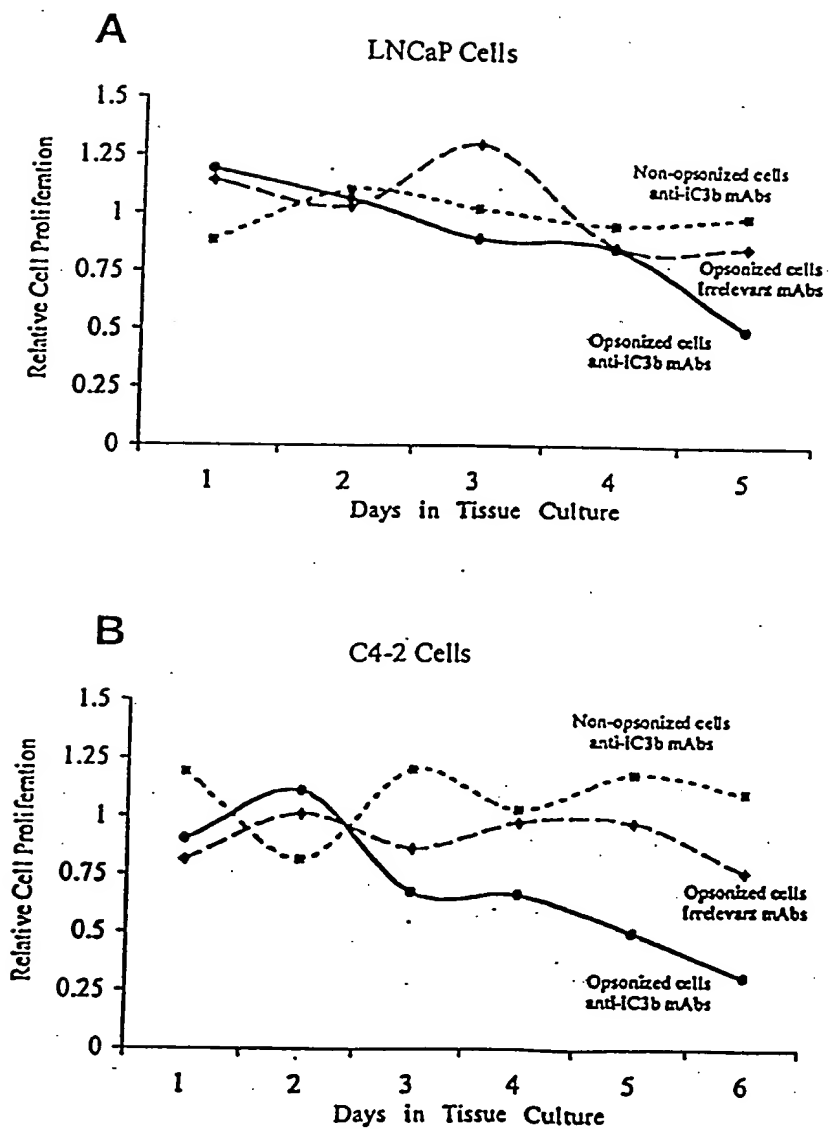 A
LNCaP Cells
1.5
1.25
1
0.75
0.5
0.25
0
Relative Cell Proliferation
Non-opsonized cells
anti-iC3b mAbs
Opsonized cells
Irrelevant mAbs
Opsonized cells
anti-iC3b mAbs
1 2 3 4 5
Days in Tissue Culture
B
C4-2 Cells
1.5
1.25
1
0.75
0.5
0.25
0
Relative Cell Proliferation
Non-opsonized cells
anti-iC3b mAbs
Opsonized cells
Irrelevant mAbs
Opsonized cells
anti-iC3b mAbs
1 2 3 4 5 6
Days in Tissue Culture